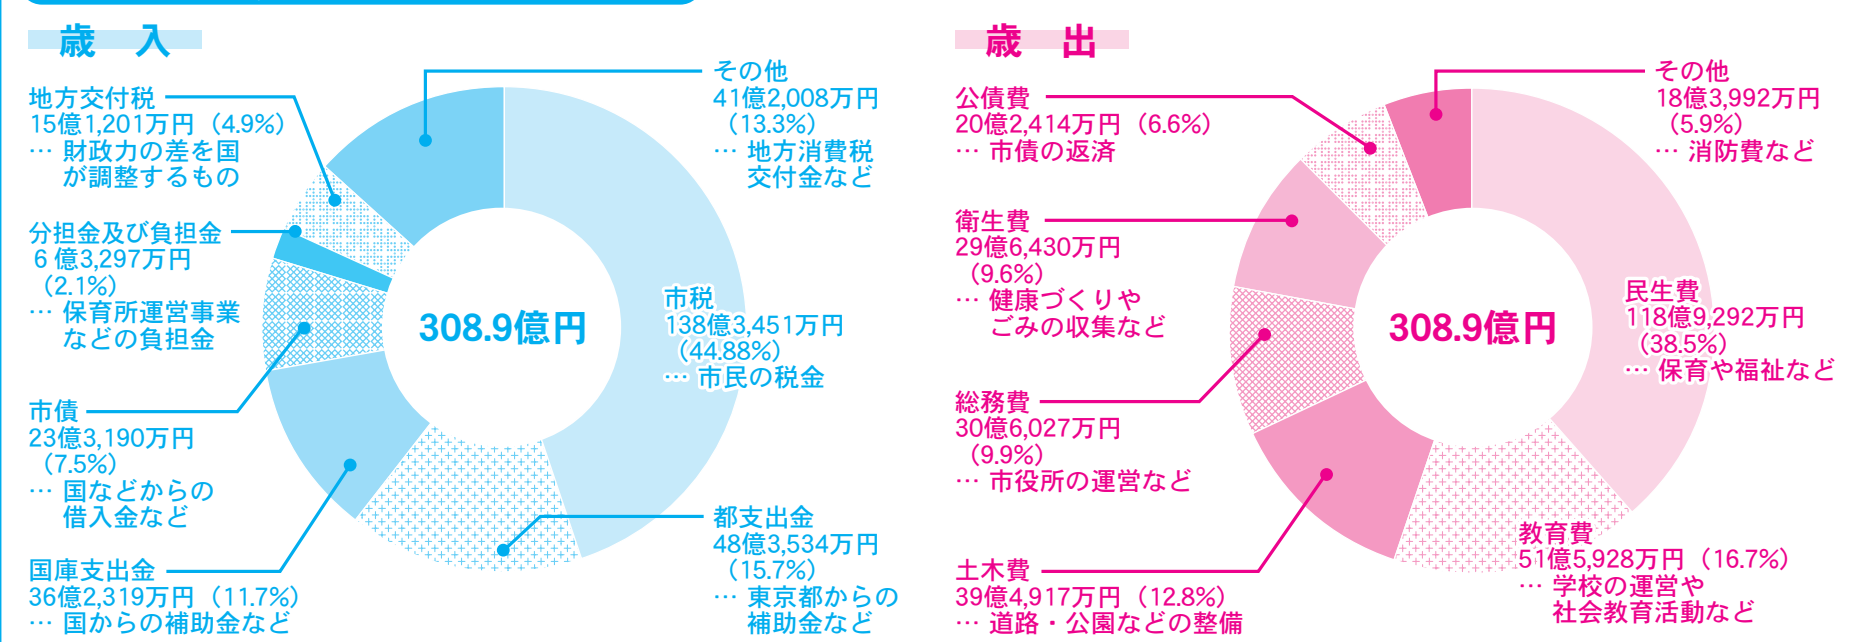 歳 入
地方交付税
15億1,201万円（4.9%）
… 財政力の差を国
が調整するもの
分担金及び負担金
6億3,297万円
（2.1%）
… 保育所運営事業
などの負担金
市債
23億3,190万円
（7.5%）
… 国などからの
借入金など
国庫支出金
36億2,319万円（11.7%）
… 国からの補助金など
308.9億円
その他
41億2,008万円
（13.3%）
… 地方消費税
交付金など
市税
138億3,451万円
（44.88%）
… 市民の税金
都支出金
48億3,534万円
（15.7%）
… 東京都からの
補助金など
歳 出
公債費
20億2,414万円（6.6%）
… 市債の返済
衛生費
29億6,430万円
（9.6%）
… 健康づくりや
ごみの収集など
総務費
30億6,027万円
（9.9%）
… 市役所の運営など
土木費
39億4,917万円（12.8%）
… 道路・公園などの整備
308.9億円
その他
18億3,992万円
（5.9%）
… 消防費など
民生費
118億9,292万円
（38.5%）
… 保育や福祉など
教育費
51億5,928万円（16.7%）
… 学校の運営や
社会教育活動など